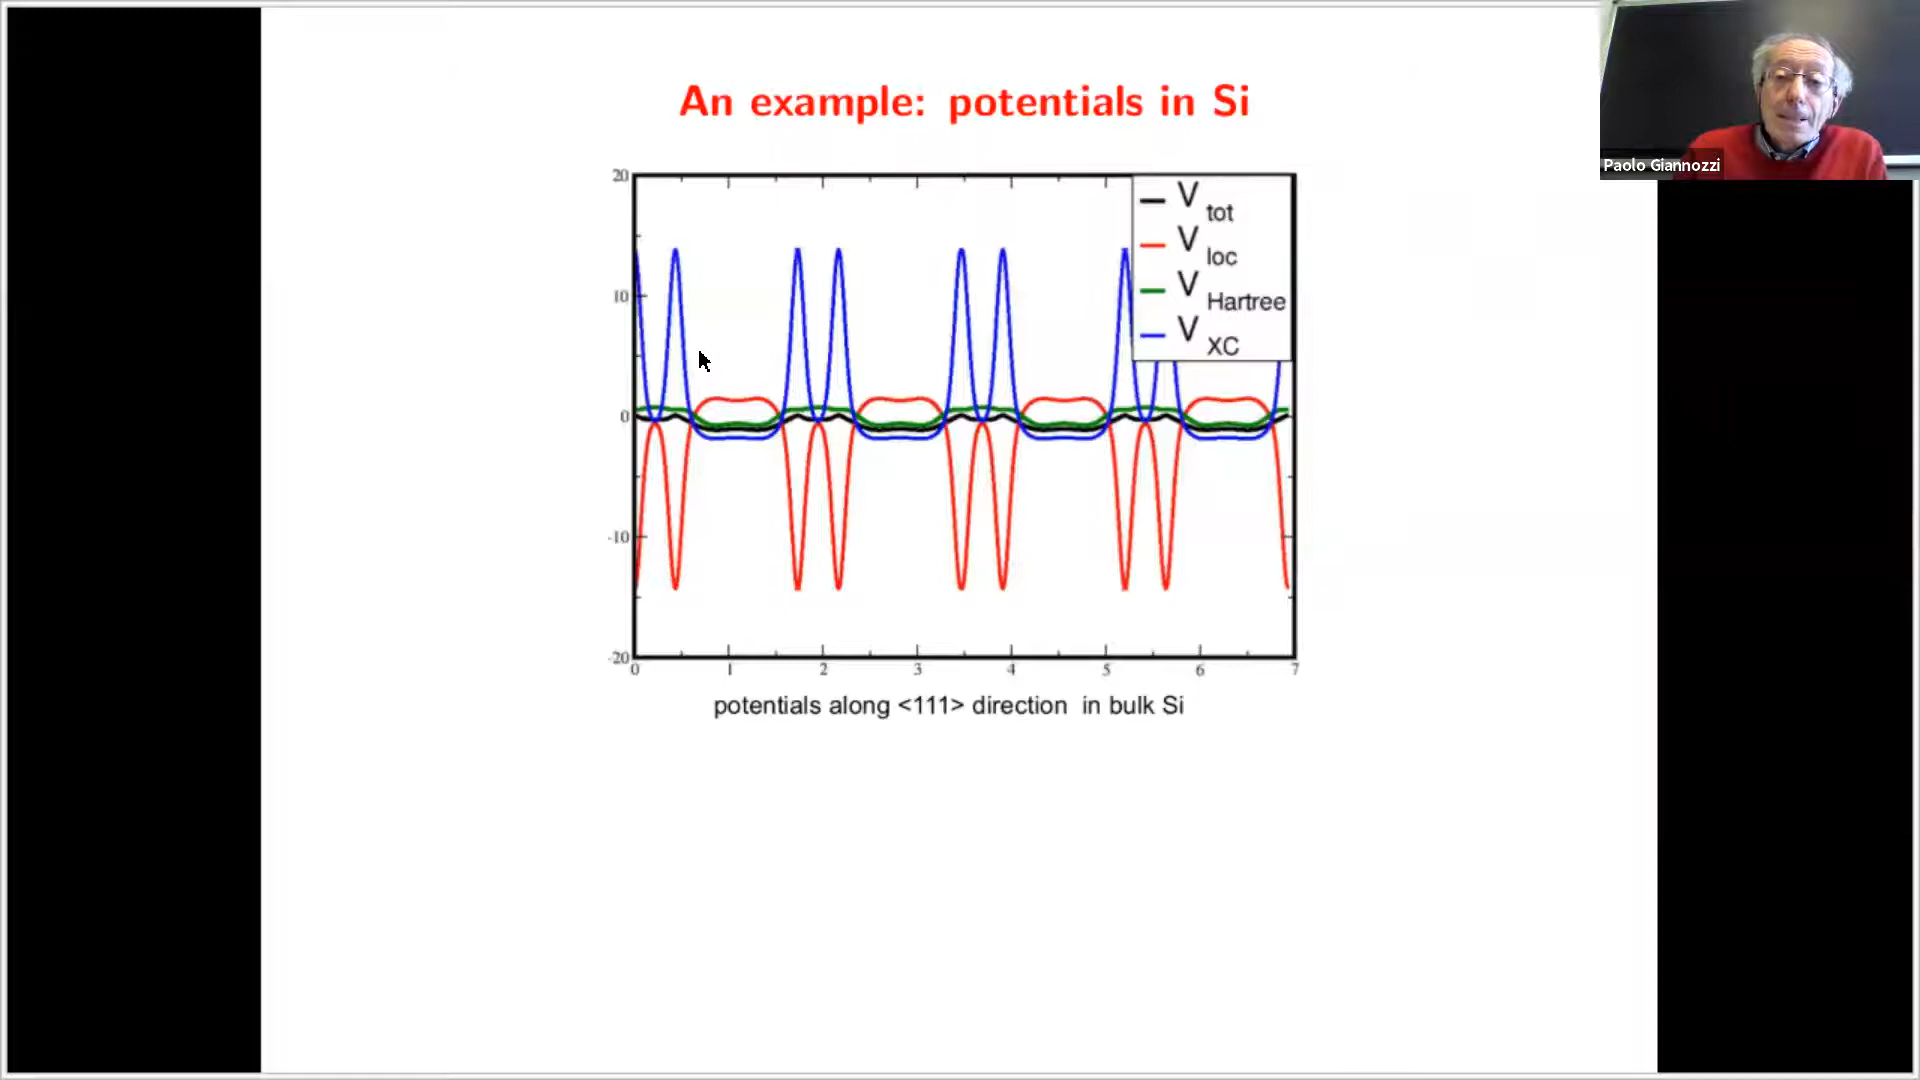 An example: potentials in Si
Paolo Giannozzi
20
10
0
-10
-20
0 1 2 3 4 5 6 7
V tot
V loc
V Hartree
V XC
potentials along <111> direction in bulk Si